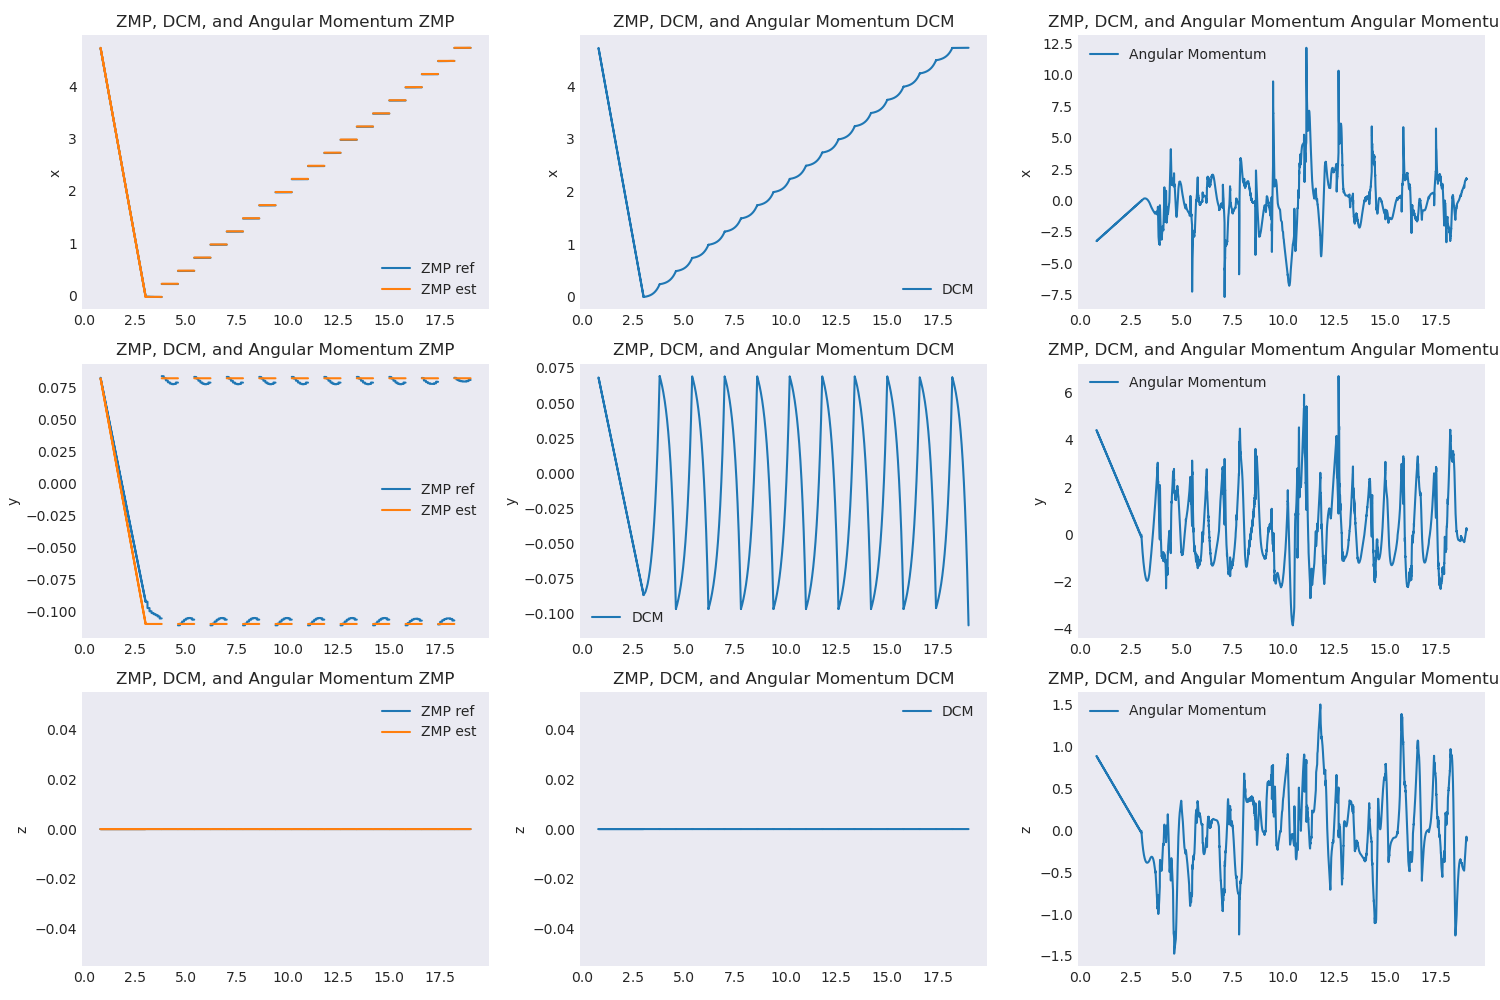 ZMP, DCM, and Angular Momentum ZMP
x
4
3
2
1
0
ZMP ref
ZMP est
0.0 2.5 5.0 7.5 10.0 12.5 15.0 17.5
ZMP, DCM, and Angular Momentum DCM
x
4
3
2
1
0
DCM
0.0 2.5 5.0 7.5 10.0 12.5 15.0 17.5
ZMP, DCM, and Angular Momentum Angular Momentu
x
12.5
10.0
7.5
5.0
2.5
0.0
−2.5
−5.0
−7.5
Angular Momentum
0.0 2.5 5.0 7.5 10.0 12.5 15.0 17.5
ZMP, DCM, and Angular Momentum ZMP
y
0.075
0.050
0.025
0.000
−0.025
−0.050
−0.075
−0.100
ZMP ref
ZMP est
0.0 2.5 5.0 7.5 10.0 12.5 15.0 17.5
ZMP, DCM, and Angular Momentum DCM
y
0.075
0.050
0.025
0.000
−0.025
−0.050
−0.075
−0.100
DCM
0.0 2.5 5.0 7.5 10.0 12.5 15.0 17.5
ZMP, DCM, and Angular Momentum Angular Momentu
y
6
4
2
0
−2
−4
Angular Momentum
0.0 2.5 5.0 7.5 10.0 12.5 15.0 17.5
ZMP, DCM, and Angular Momentum ZMP
z
0.04
0.02
0.00
−0.02
−0.04
ZMP ref
ZMP est
0.0 2.5 5.0 7.5 10.0 12.5 15.0 17.5
ZMP, DCM, and Angular Momentum DCM
z
0.04
0.02
0.00
−0.02
−0.04
DCM
0.0 2.5 5.0 7.5 10.0 12.5 15.0 17.5
ZMP, DCM, and Angular Momentum Angular Momentu
z
1.5
1.0
0.5
0.0
−0.5
−1.0
−1.5
Angular Momentum
0.0 2.5 5.0 7.5 10.0 12.5 15.0 17.5